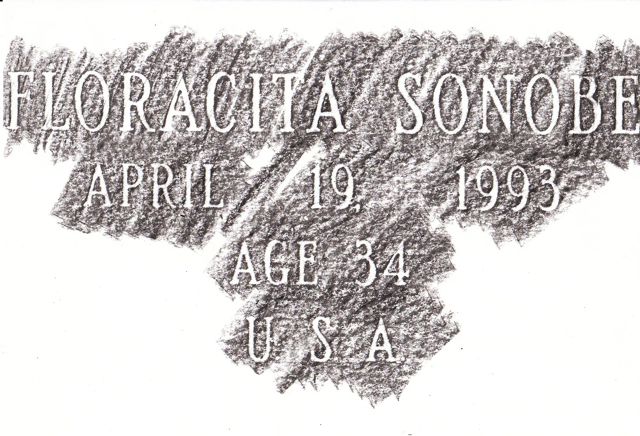 FLORACITA SONOBE
APRIL 19, 1993
AGE 34
U S A